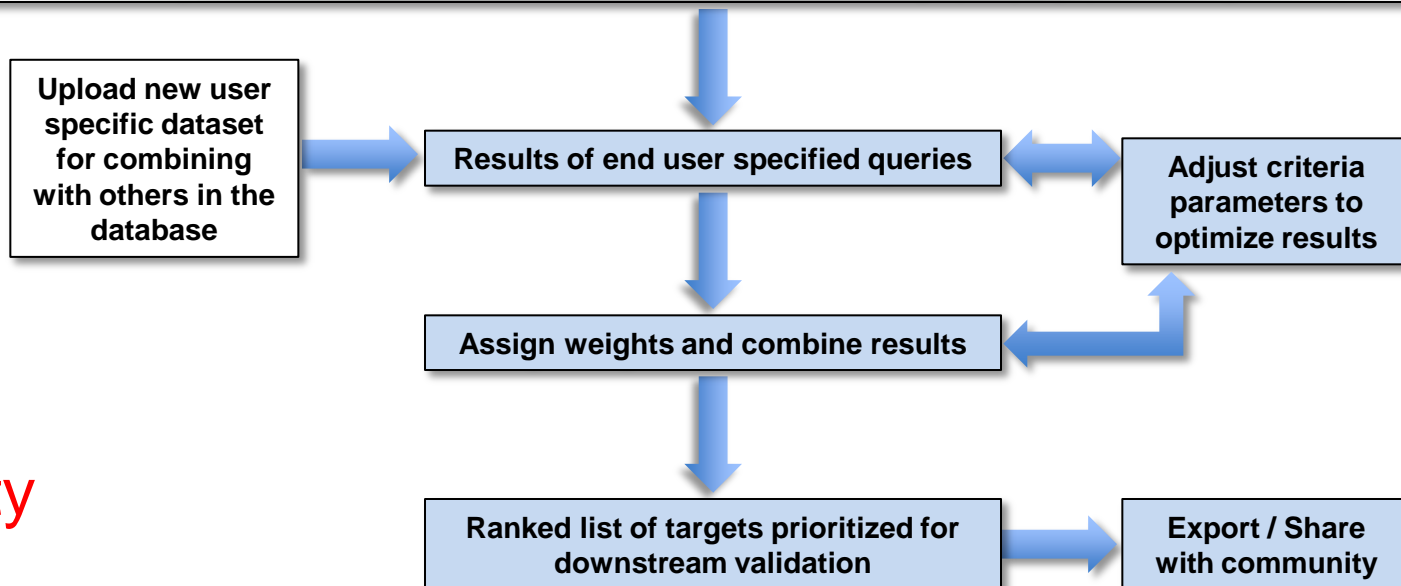 Upload new user
specific dataset
for combining
with others in the
database
Results of end user specified queries
Adjust criteria
parameters to
optimize results
Assign weights and combine results
Ranked list of targets prioritized for
downstream validation
Export / Share
with community